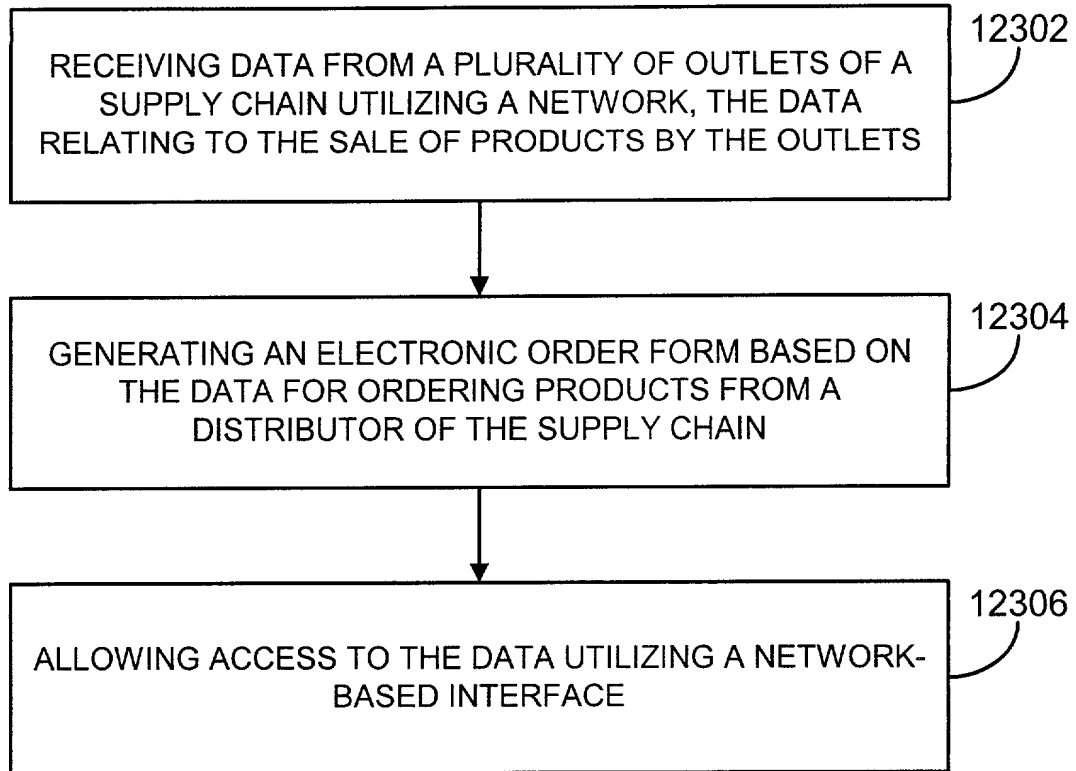 12302
RECEIVING DATA FROM A PLURALITY OF OUTLETS OF A
SUPPLY CHAIN UTILIZING A NETWORK, THE DATA
RELATING TO THE SALE OF PRODUCTS BY THE OUTLETS
12304
GENERATING AN ELECTRONIC ORDER FORM BASED ON
THE DATA FOR ORDERING PRODUCTS FROM A
DISTRIBUTOR OF THE SUPPLY CHAIN
12306
ALLOWING ACCESS TO THE DATA UTILIZING A NETWORK-
BASED INTERFACE